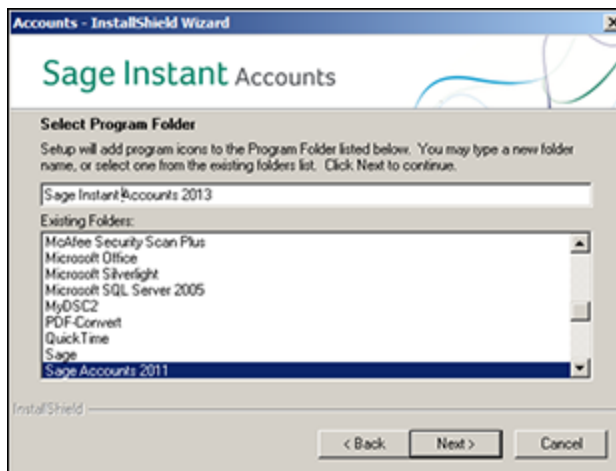 Accounts - InstallShield Wizard
Sage Instant Accounts
Select Program Folder
Setup will add program icons to the Program Folder listed below. You may type a new folder
name, or select one from the existing folders list. Click Next to continue.
Sage Instant Accounts 2013
Existing Folders:
McAfee Security Scan Plus
Microsoft Office
Microsoft Silverlight
Microsoft SQL Server 2005
MyDSC2
PDF-Convert
QuickTime
Sage
Sage Accounts 2011
InstallShield
< Back
Next >
Cancel